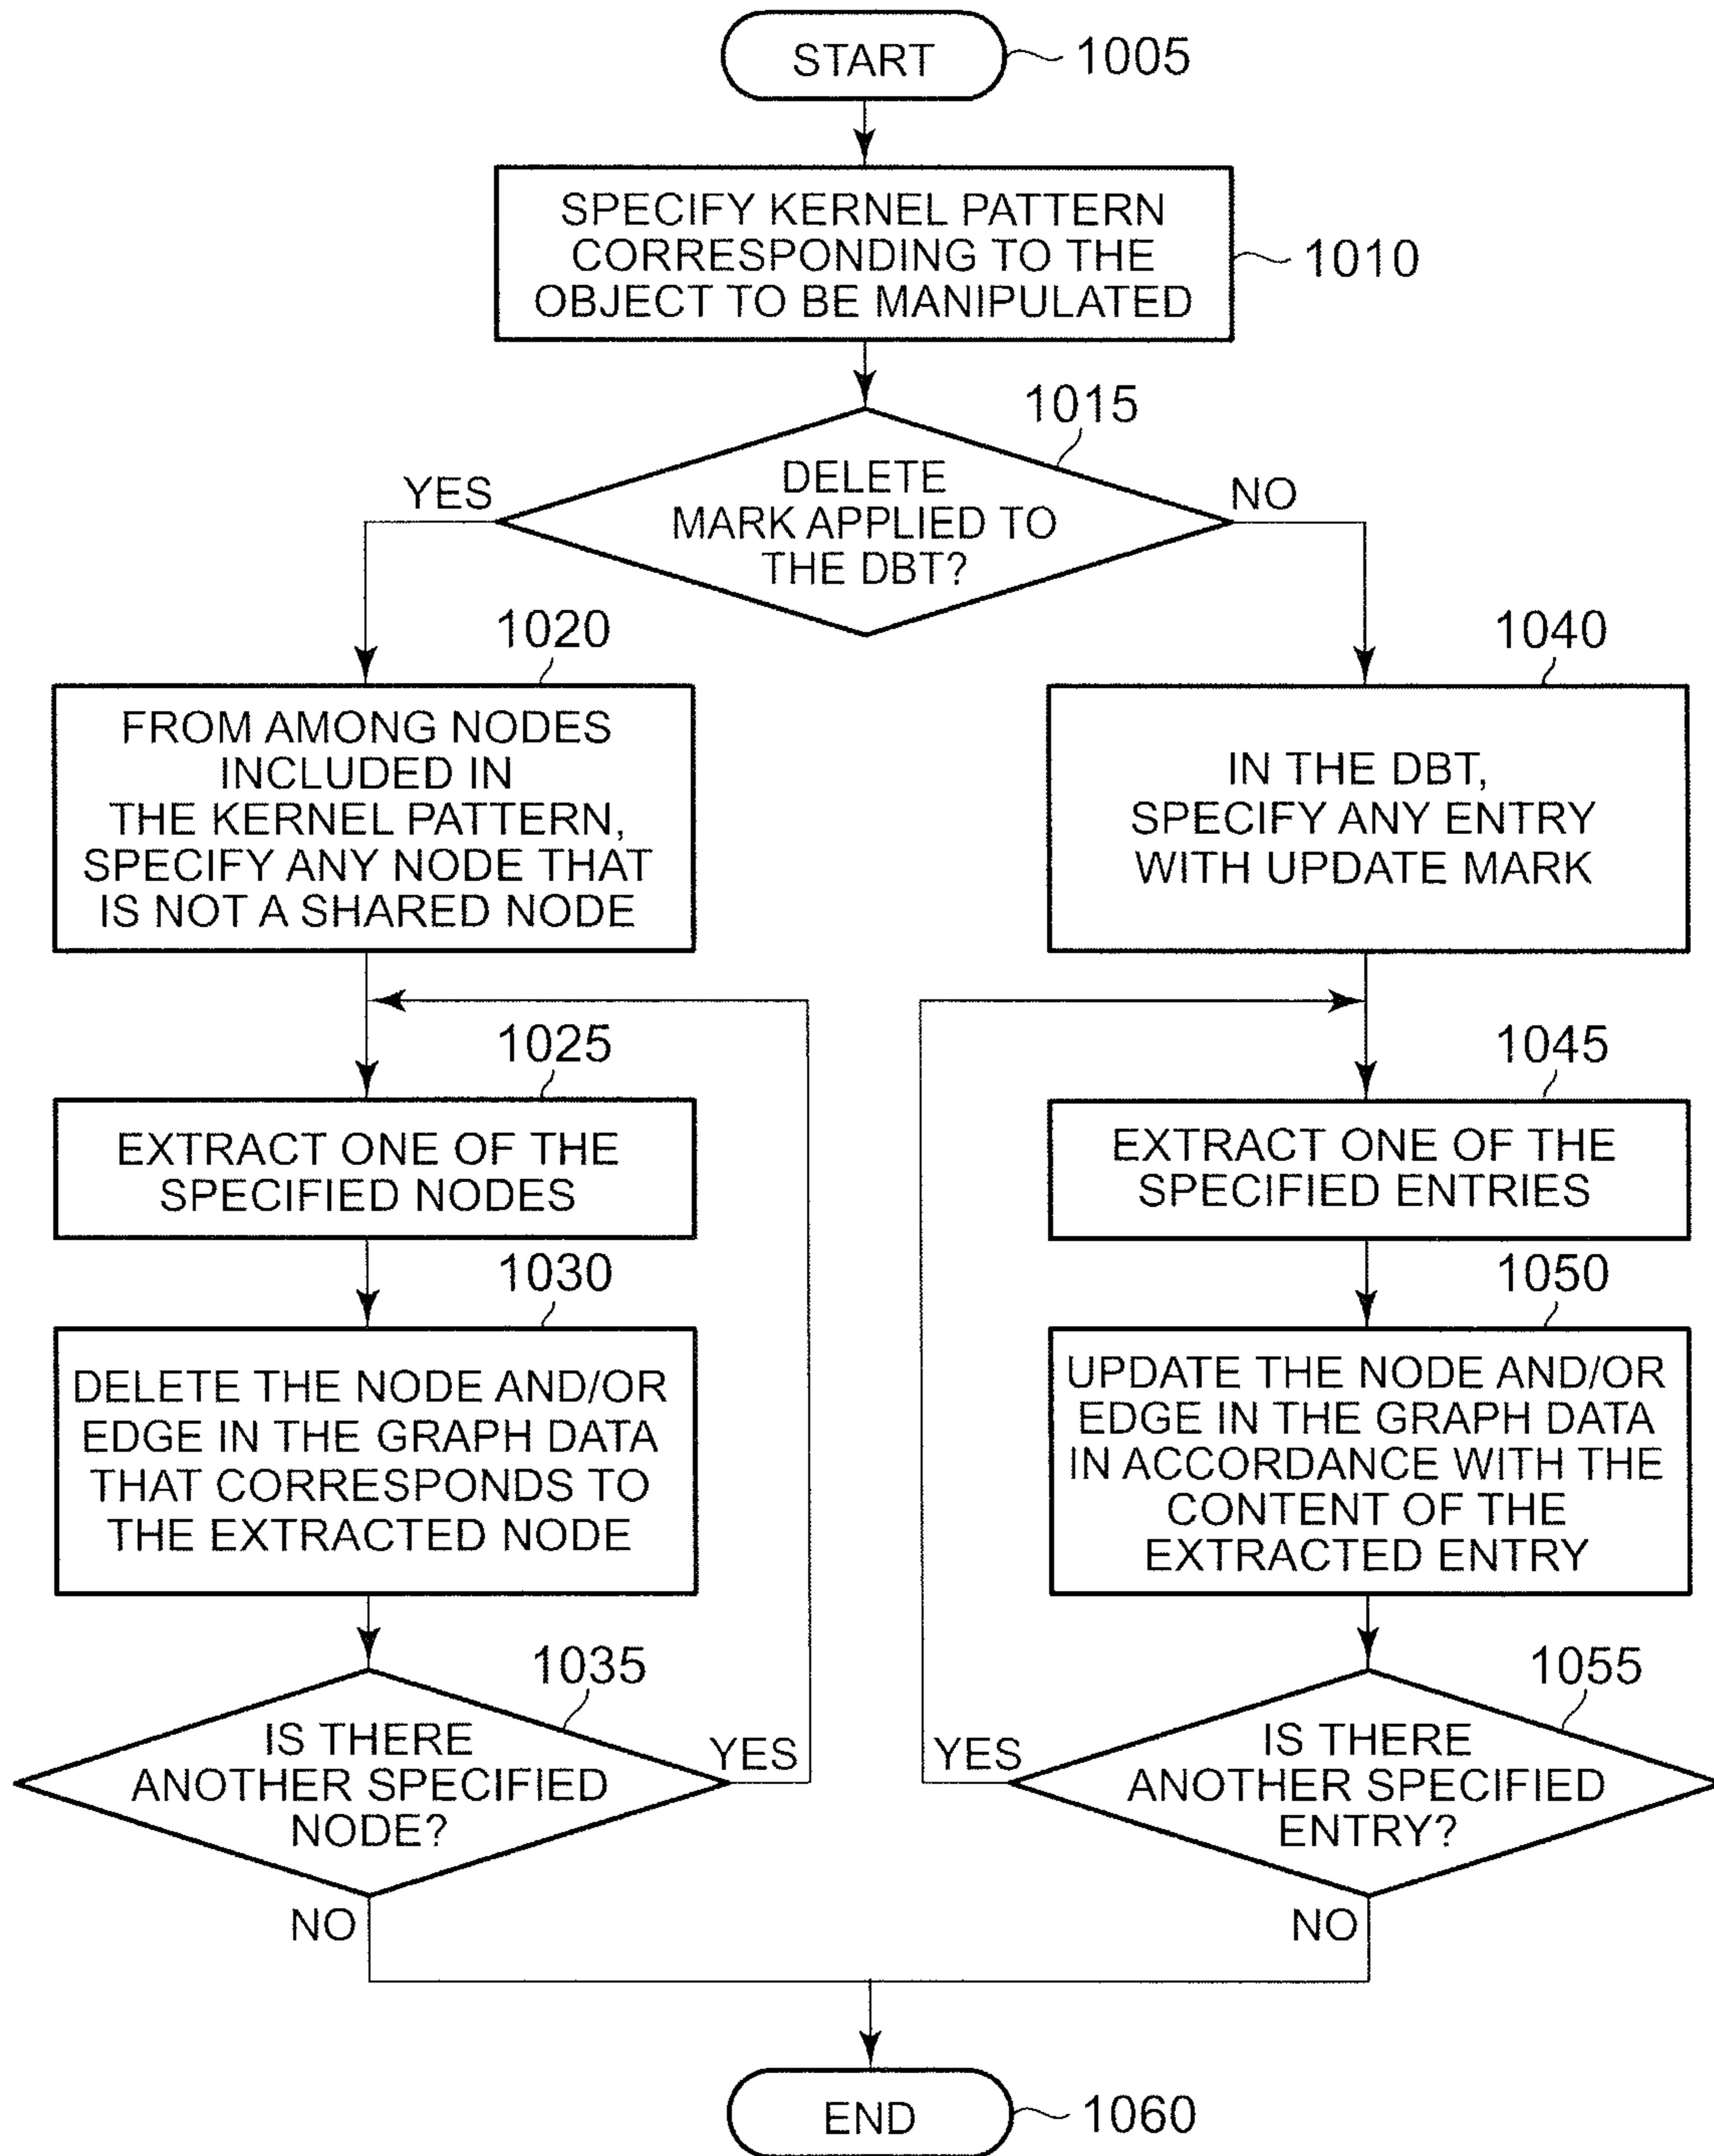 START
1005
SPECIFY KERNEL PATTERN
CORRESPONDING TO THE
OBJECT TO BE MANIPULATED
1010
1015
DELETE
MARK APPLIED TO
THE DBT?
YES
NO
1020
FROM AMONG NODES
INCLUDED IN
THE KERNEL PATTERN,
SPECIFY ANY NODE THAT
IS NOT A SHARED NODE
1025
EXTRACT ONE OF THE
SPECIFIED NODES
1030
DELETE THE NODE AND/OR
EDGE IN THE GRAPH DATA
THAT CORRESPONDS TO
THE EXTRACTED NODE
1035
IS THERE
ANOTHER SPECIFIED
NODE?
YES
NO
1040
IN THE DBT,
SPECIFY ANY ENTRY
WITH UPDATE MARK
1045
EXTRACT ONE OF THE
SPECIFIED ENTRIES
1050
UPDATE THE NODE AND/OR
EDGE IN THE GRAPH DATA
IN ACCORDANCE WITH THE
CONTENT OF THE
EXTRACTED ENTRY
1055
IS THERE
ANOTHER SPECIFIED
ENTRY?
YES
NO
END
1060